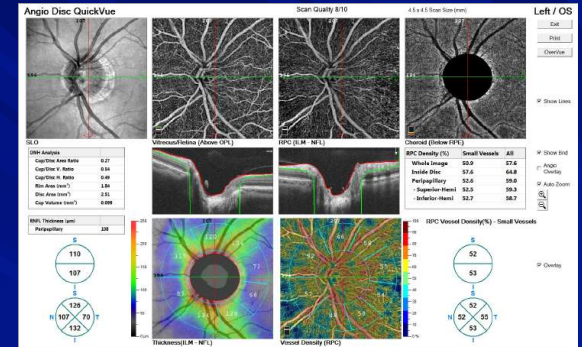 Angio Disc QuickVue
Scan Quality 8/10
4.5 x 4.5 Scan Size (mm)
Left / OS
Exit
Print
OverVue
Show Lines
SLO
Vitreous/Retina (Above OPL)
RPC (ILM - NFL)
Choroid (Below RPE)
ONH Analysis
Cup/Disc Area Ratio 0.27
Cup/Disc V. Ratio 0.54
Cup/Disc H. Ratio 0.49
Rim Area (mm²) 1.84
Disc Area (mm²) 2.51
Cup Volume (mm³)
RPC Density (%) Small Vessels All
Whole Image 50.9 57.6
Inside Disc 57.6 64.8
Peripapillary 52.6 59.0
- Superior-Hemi 52.5 59.3
- Inferior-Hemi 52.7 58.7
Show Bnd
Angio Overlay
Auto Zoom
RNFL Thickness (µm)
Peripapillary 108
RPC Vessel Density(%) - Small Vessels
S
110
107
I
S
126
N 107 70 T
132
I
S
52
53
I
S
52
N 52 55 T
53
I
Overlay
Thickness(ILM - NFL)
Vessel Density (RPC)